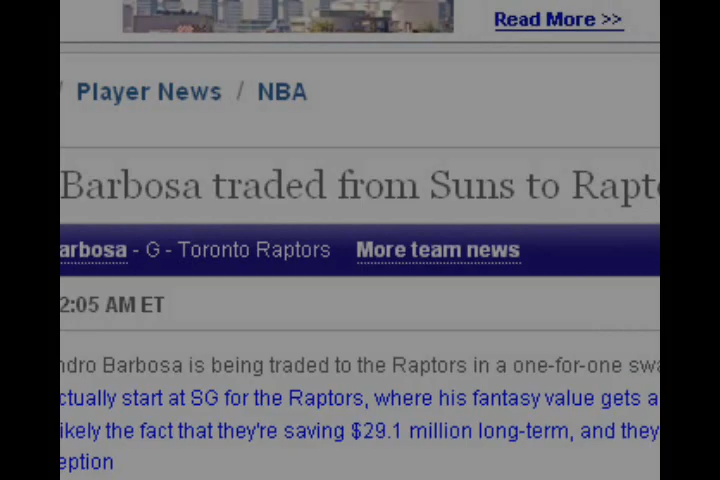 Read More >>
/ Player News / NBA
Barbosa traded from Suns to Rapt
arbosa - G - Toronto Raptors More team news
2:05 AM ET
ndro Barbosa is being traded to the Raptors in a one-for-one swa
ctually start at SG for the Raptors, where his fantasy value gets a
ikely the fact that they're saving $29.1 million long-term, and they
eption